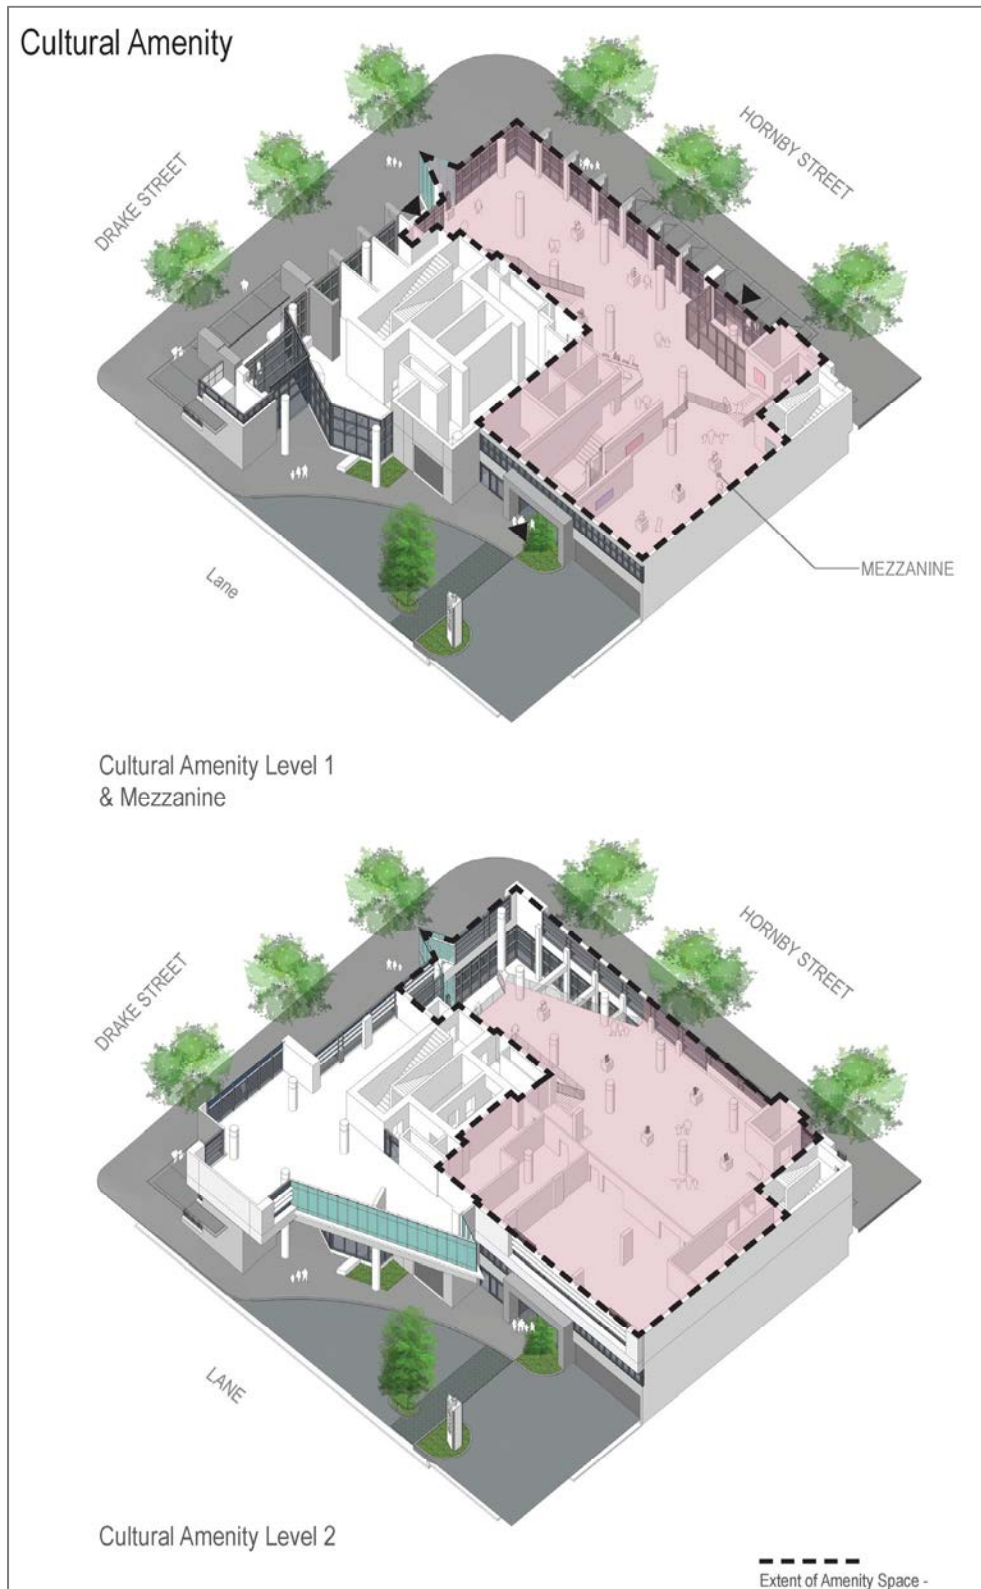 Cultural Amenity
DRAKE STREET
HORNBY STREET
MEZZANINE
Lane
Cultural Amenity Level 1
& Mezzanine
DRAKE STREET
HORNBY STREET
LANE
Cultural Amenity Level 2
Extent of Amenity Space -